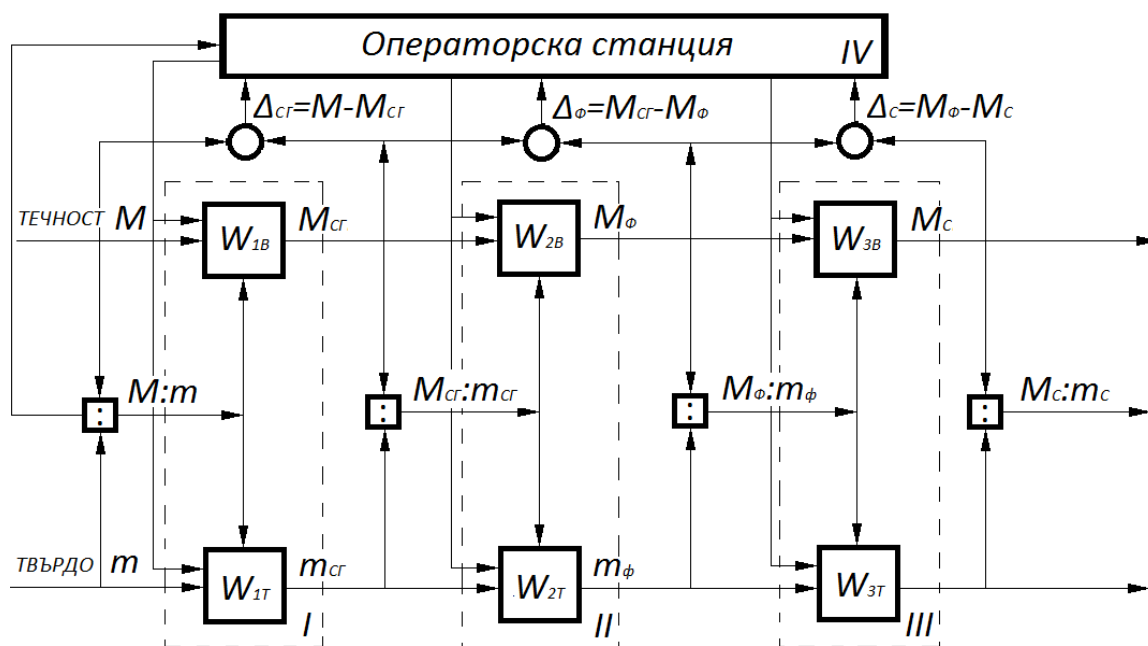 Операторска станция
IV
Δсг=M-Mсг
Δф=Mсг-Mф
Δс=Mф-Mс
ТЕЧНОСТ M
W1В
Mсг
W2В
Mф
W3В
Mс
:
M:m
:
Mсг:mсг
:
Mф:mф
:
Mс:mс
ТВЪРДО m
W1Т
mсг
W2Т
mф
W3Т
I
II
III